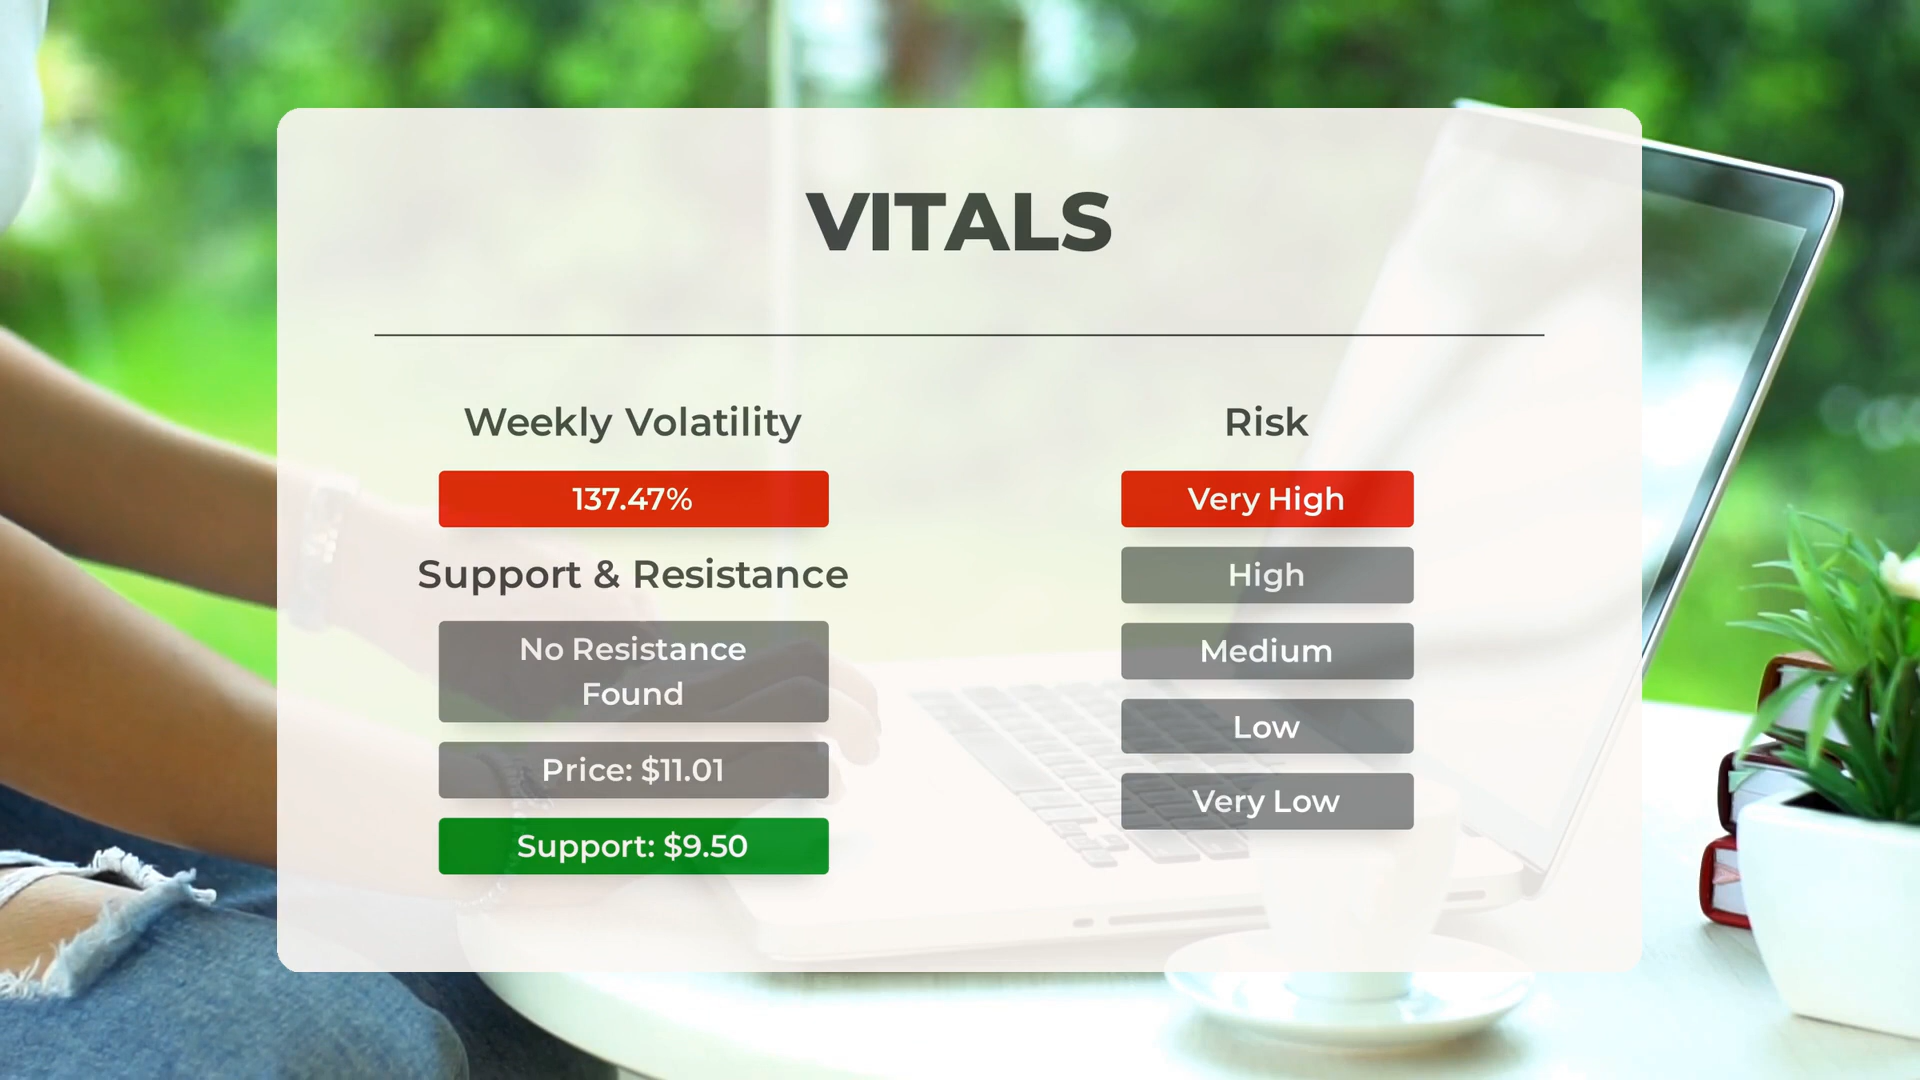 VITALS
Weekly Volatility
137.47%
Support & Resistance
No Resistance
Found
Price: $11.01
Support: $9.50
Risk
Very High
High
Medium
Low
Very Low